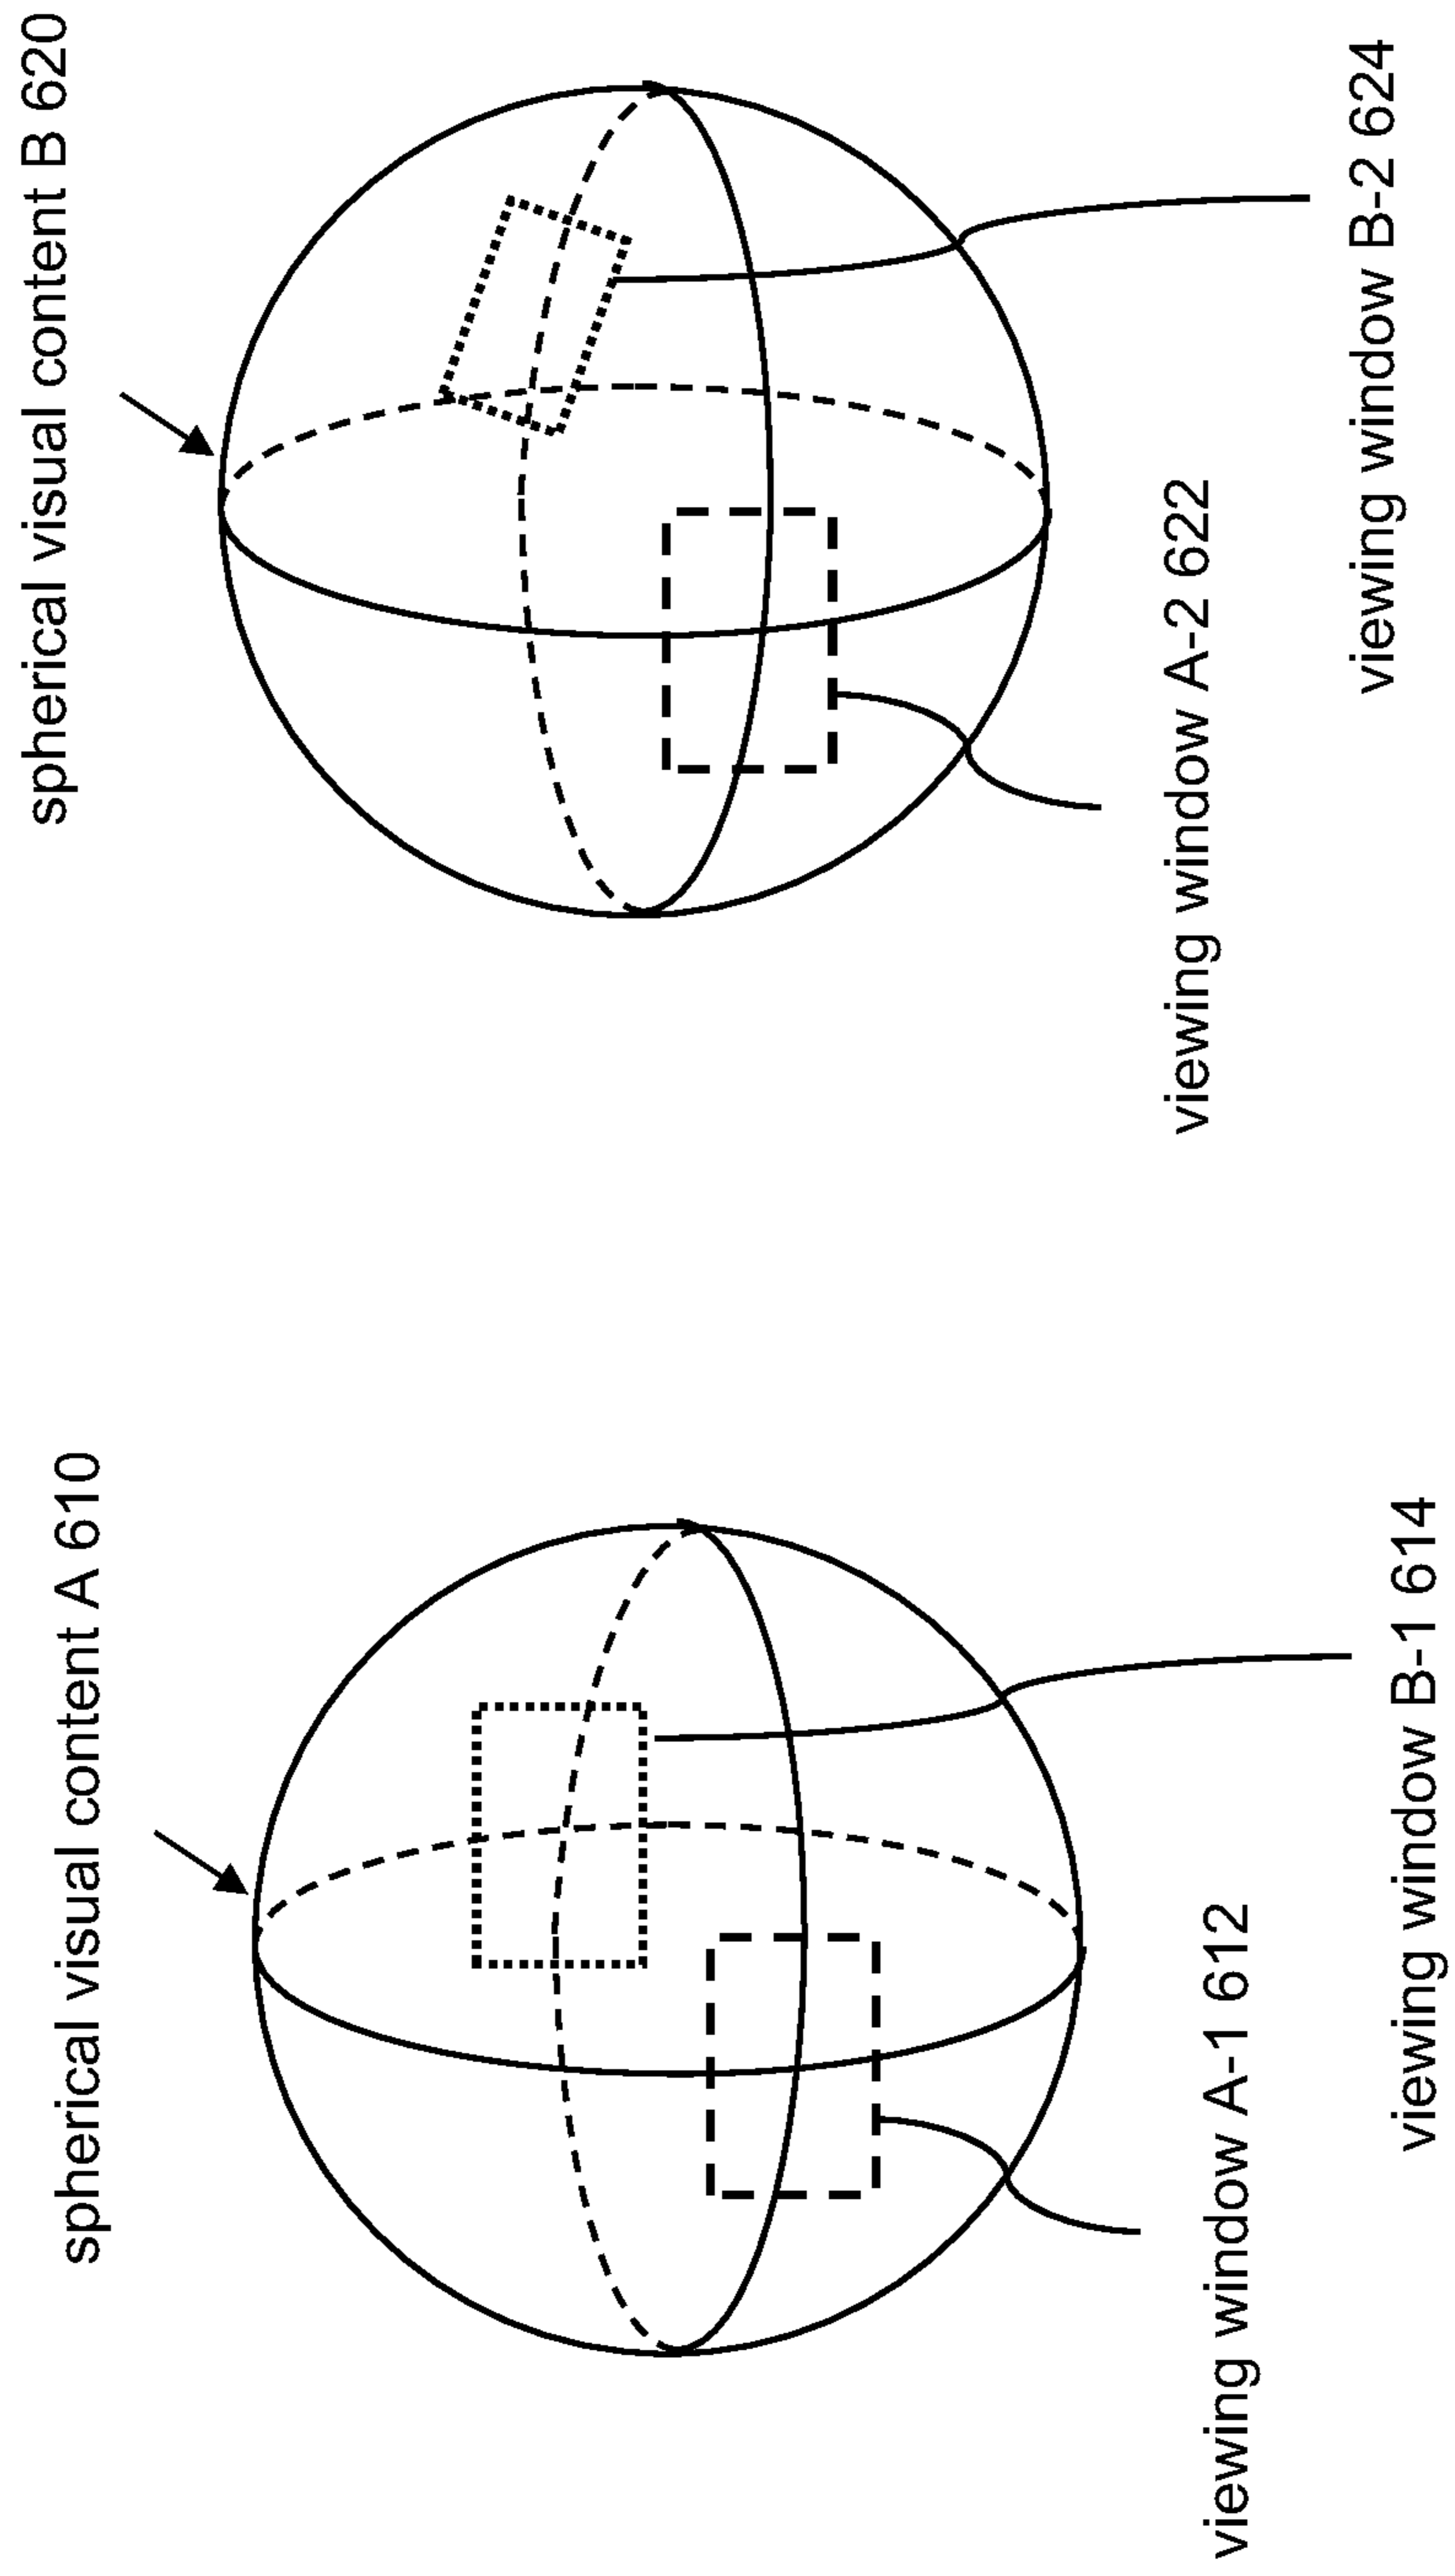 spherical visual content A 610
viewing window A-1 612
viewing window B-1 614
spherical visual content B 620
viewing window A-2 622
viewing window B-2 624